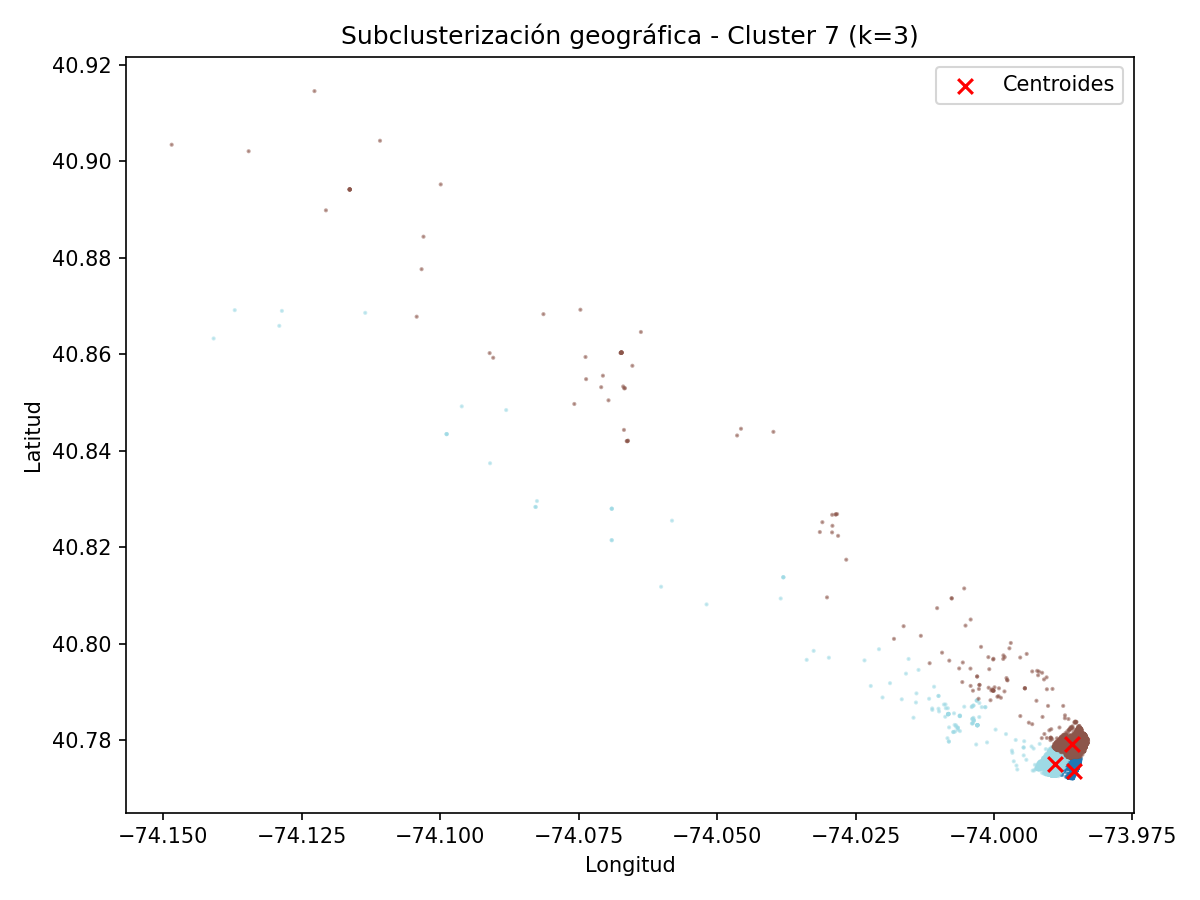 Subclusterización geográfica - Cluster 7 (k=3)
Centroides
40.92
40.90
40.88
40.86
40.84
40.82
40.80
40.78
Latitud
−74.150 −74.125 −74.100 −74.075 −74.050 −74.025 −74.000 −73.975
Longitud